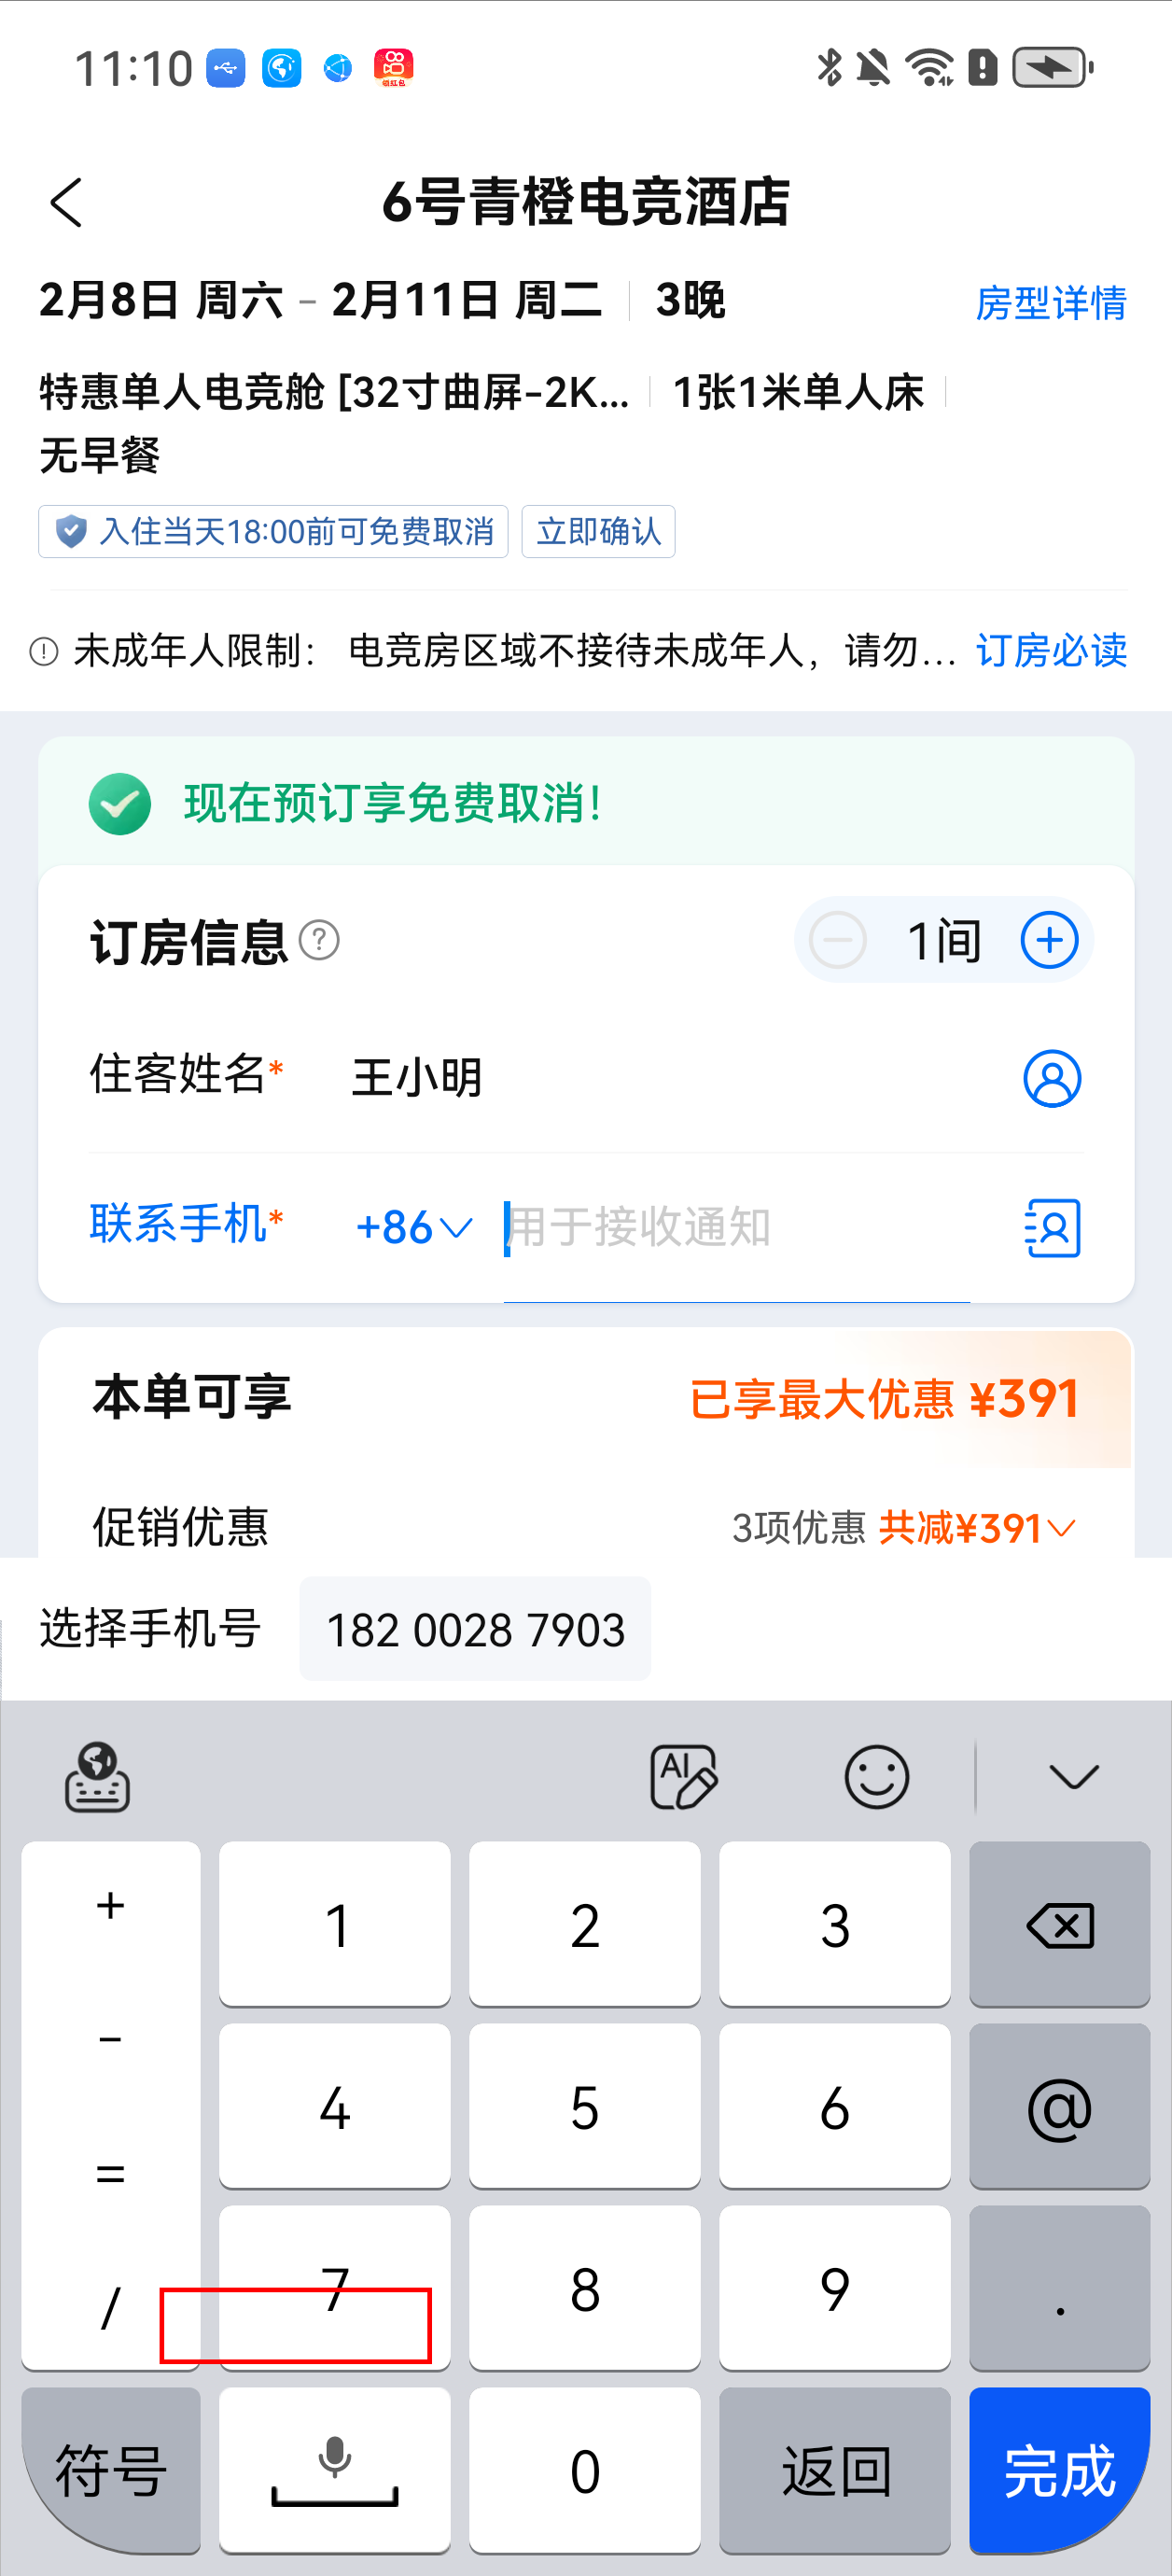 11:10
领红包
6号青橙电竞酒店
2月8日 周六 - 2月11日 周二 3晚 房型详情
特惠单人电竞舱 [32寸曲屏-2K... 1张1米单人床
无早餐
入住当天18:00前可免费取消 立即确认
未成年人限制： 电竞房区域不接待未成年人，请勿... 订房必读
现在预订享免费取消！
订房信息 ? 1间
住客姓名* 王小明
联系手机* +86 用于接收通知
本单可享 已享最大优惠 ¥391
促销优惠 3项优惠 共减¥391
选择手机号 182 0028 7903
AI
+ 1 2 3
- 4 5 6 @
=
/ 7 8 9 .
符号 0 返回 完成